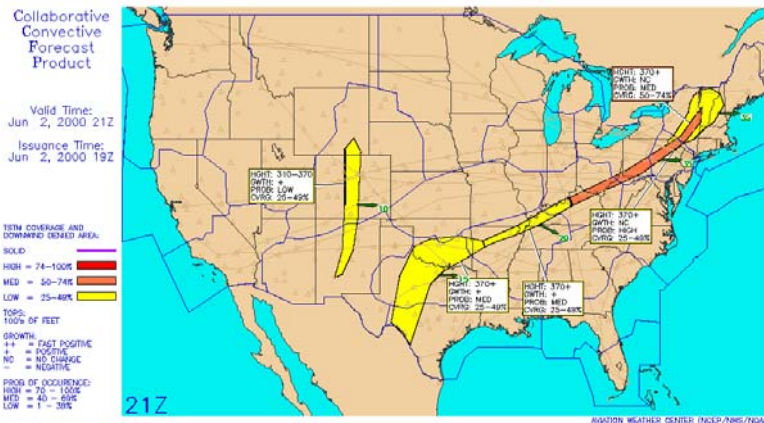 Collaborative
Convective
Forecast
Product
Valid Time:
Jun 2, 2000 21Z
Issuance Time:
Jun 2, 2000 19Z
TSTM COVERAGE AND
DOWNWIND DENIED AREA:
SOLID
HIGH = 74-100%
MED = 50-74%
LOW = 25-49%
TOPS:
100's OF FEET
GROWTH:
++ = FAST POSITIVE
+ = POSITIVE
NC = NO CHANGE
- = NEGATIVE
PROB OF OCCURENCE:
HIGH = 70 - 100%
MED = 40 - 69%
LOW = 1 - 39%
HGHT: 370+
GWTH: NC
PROB: MED
CVRG: 50-74%
HGHT: 310-370
GWTH: +
PROB: LOW
CVRG: 25-49%
10
HGHT: 370+
GWTH: NC
PROB: HIGH
CVRG: 25-49%
20
15
HGHT: 370+
GWTH: +
PROB: MED
CVRG: 25-49%
HGHT: 370+
GWTH: +
PROB: MED
CVRG: 25-49%
21Z
AVIATION WEATHER CENTER (NCEP/NWS/NOAA